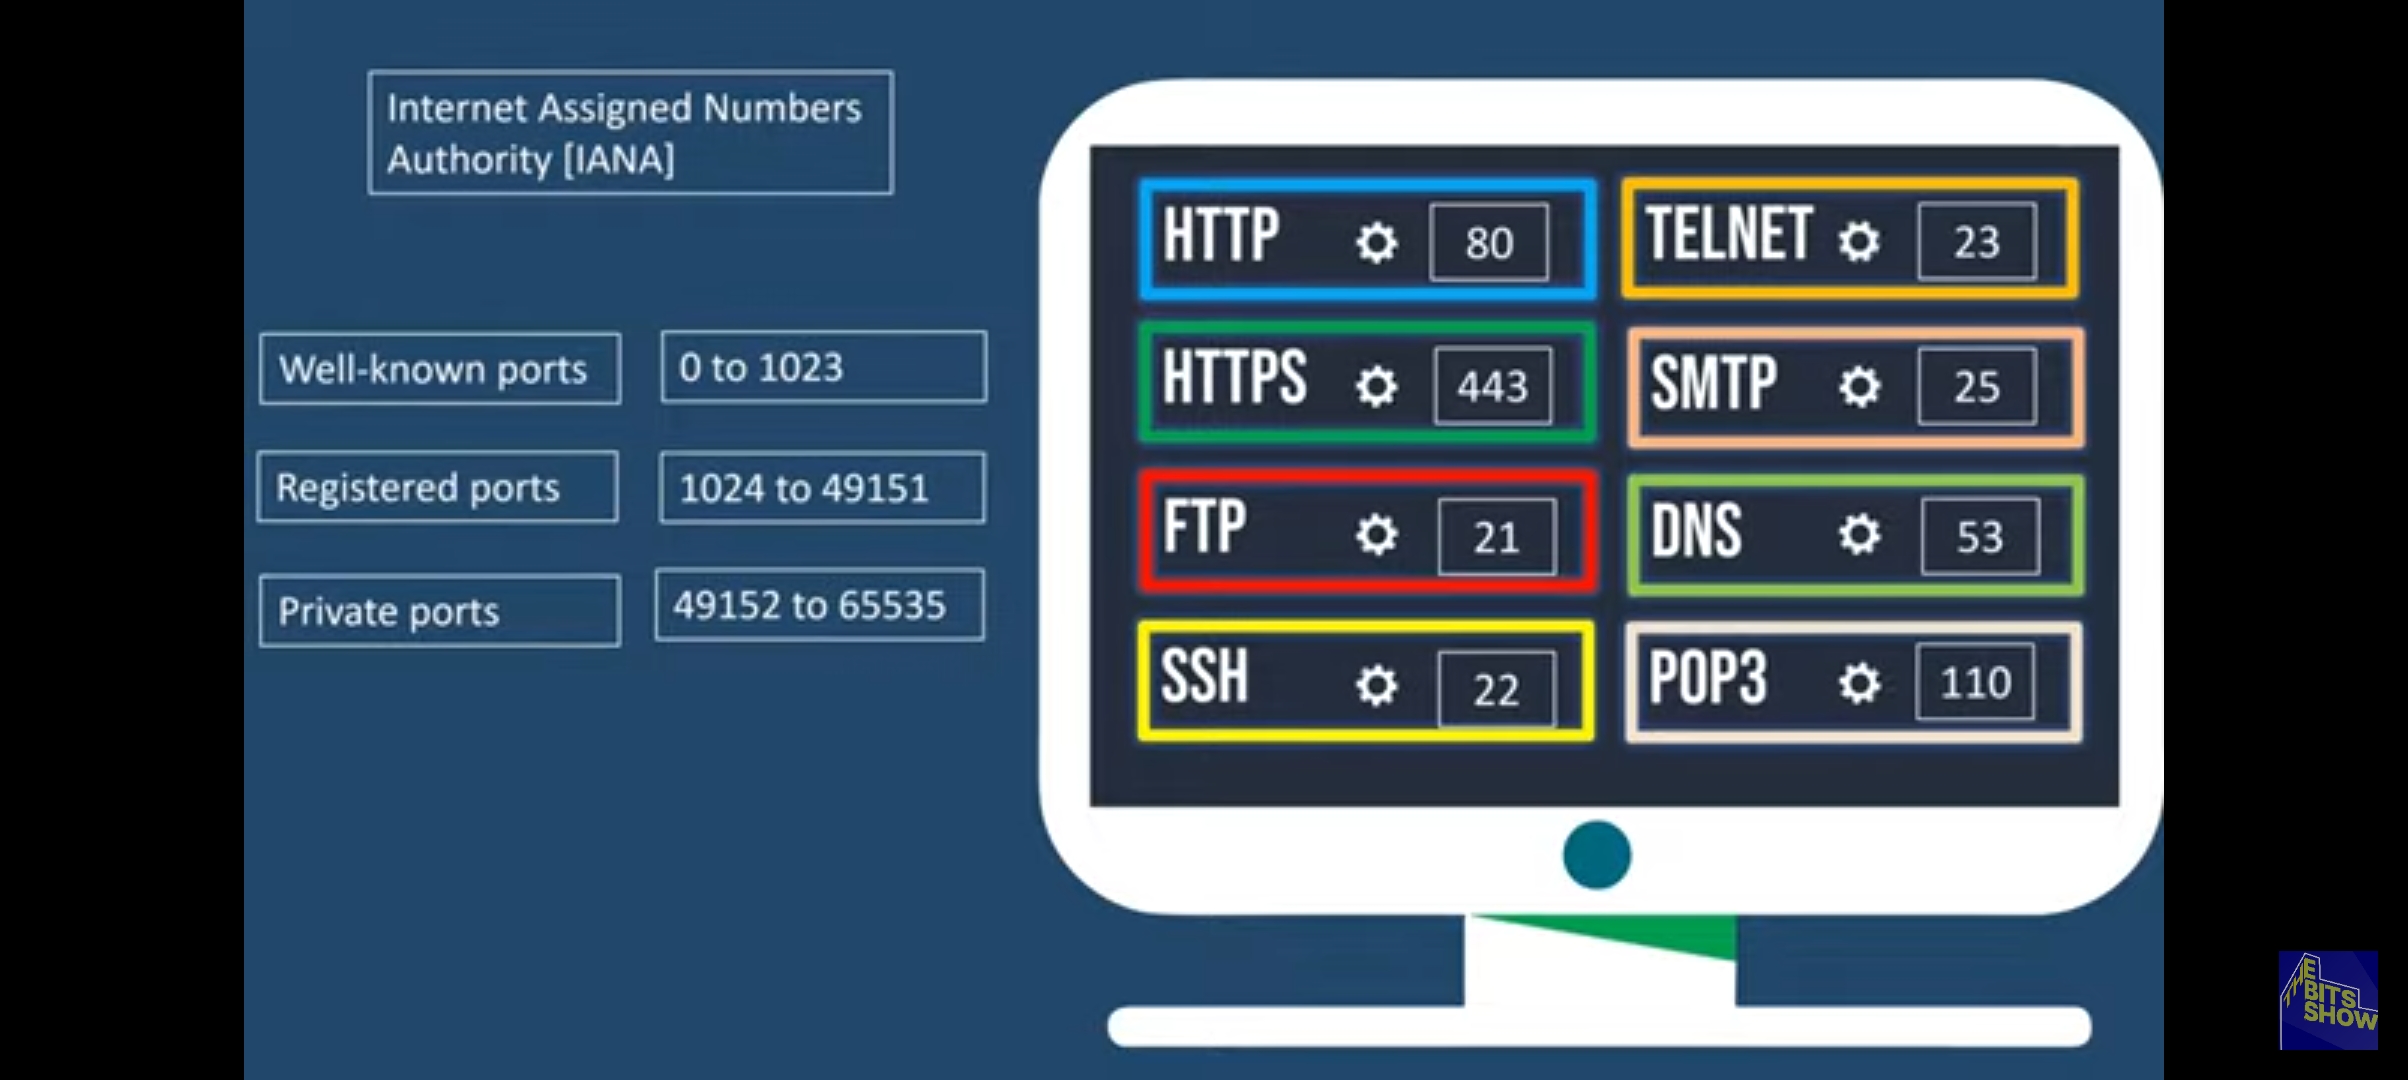 Internet Assigned Numbers
Authority [IANA]
Well-known ports
0 to 1023
Registered ports
1024 to 49151
Private ports
49152 to 65535
HTTP 80
TELNET 23
HTTPS 443
SMTP 25
FTP 21
DNS 53
SSH 22
POP3 110
E
BITS
SHOW